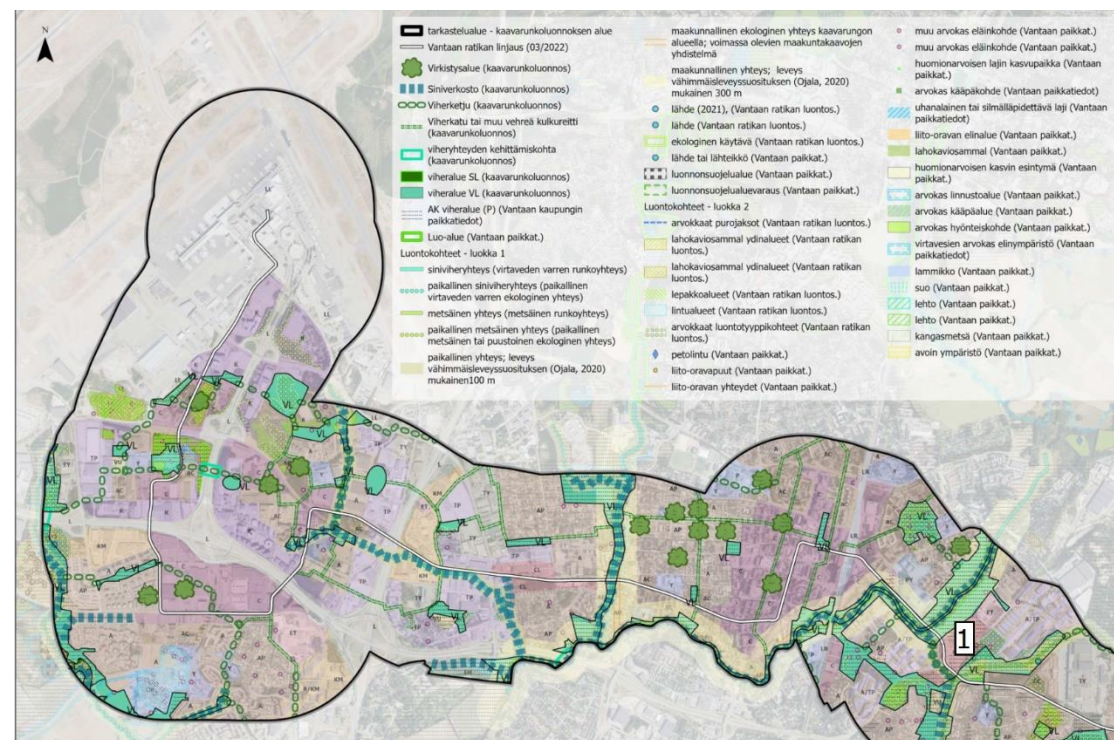 N
tarkastelualue - kaavarunkoluonnoksen alue
Vantaan ratikan linjaus (03/2022)
Virkistysalue (kaavarunkoluonnos)
Siniverkosto (kaavarunkoluonnos)
Viherketju (kaavarunkoluonnos)
Viherkatu tai muu vehreä kulkureitti
(kaavarunkoluonnos)
viheryhteyden kehittämiskohta
(kaavarunkoluonnos)
viheralue SL (kaavarunkoluonnos)
viheralue VL (kaavarunkoluonnos)
AK viheralue (P) (Vantaan kaupungin
paikkatiedot)
Luo-alue (Vantaan paikkat.)
Luontokohteet - luokka 1
siniviheryhteys (virtaveden varren runkoyhteys)
paikallinen siniviheryhteys (paikallinen
virtaveden varren ekologinen yhteys)
metsäinen yhteys (metsäinen runkoyhteys)
paikallinen metsäinen yhteys (paikallinen
metsäinen tai puustoinen ekologinen yhteys)
paikallinen yhteys; leveys
vähimmäisleveyssuosituksen (Ojala, 2020)
mukainen100 m
maakunnallinen ekologinen yhteys kaavarungon
alueella; voimassa olevien maakuntakaavojen
yhdistelmä
maakunnallinen yhteys; leveys
vähimmäisleveyssuosituksen (Ojala, 2020)
mukainen 300 m
lähde (2021), (Vantaan ratikan luontos.)
lähde (Vantaan ratikan luontos.)
ekologinen käytävä (Vantaan ratikan luontos.)
lähde tai lähteikkö (Vantaan paikkat.)
luonnonsuojelualue (Vantaan paikkat.)
luonnonsuojelualuevaraus (Vantaan paikkat.)
Luontokohteet - luokka 2
arvokkaat purojaksot (Vantaan ratikan luontos.)
lahokaviosammal ydinalueet (Vantaan ratikan
luontos.)
lahokaviosammal ydinalueet (Vantaan ratikan
luontos.)
lepakkoalueet (Vantaan ratikan luontos.)
lintualueet (Vantaan ratikan luontos.)
arvokkaat luontotyyppikohteet (Vantaan ratikan
luontos.)
petolintu (Vantaan paikkat.)
liito-oravapuut (Vantaan paikkat.)
liito-oravan yhteydet (Vantaan paikkat.)
muu arvokas eläinkohde (Vantaan paikkat.)
muu arvokas eläinkohde (Vantaan paikkat.)
huomionarvoisen lajin kasvupaikka (Vantaan
paikkat.)
arvokas kääpäkohde (Vantaan paikkatiedot)
uhanalainen tai silmälläpidettävä laji (Vantaan
paikkatiedot)
liito-oravan elinalue (Vantaan paikkat.)
lahokaviosammal (Vantaan paikkat.)
huomionarvoisen kasvin esiintymä (Vantaan
paikkat.)
arvokas linnustoalue (Vantaan paikkat.)
arvokas kääpäalue (Vantaan paikkat.)
arvokas hyönteiskohde (Vantaan paikkat.)
virtavesien arvokas elinympäristö (Vantaan
paikkatiedot)
lammikko (Vantaan paikkat.)
suo (Vantaan paikkat.)
lehto (Vantaan paikkat.)
lehto (Vantaan paikkat.)
kangasmetsä (Vantaan paikkat.)
avoin ympäristö (Vantaan paikkat.)
1